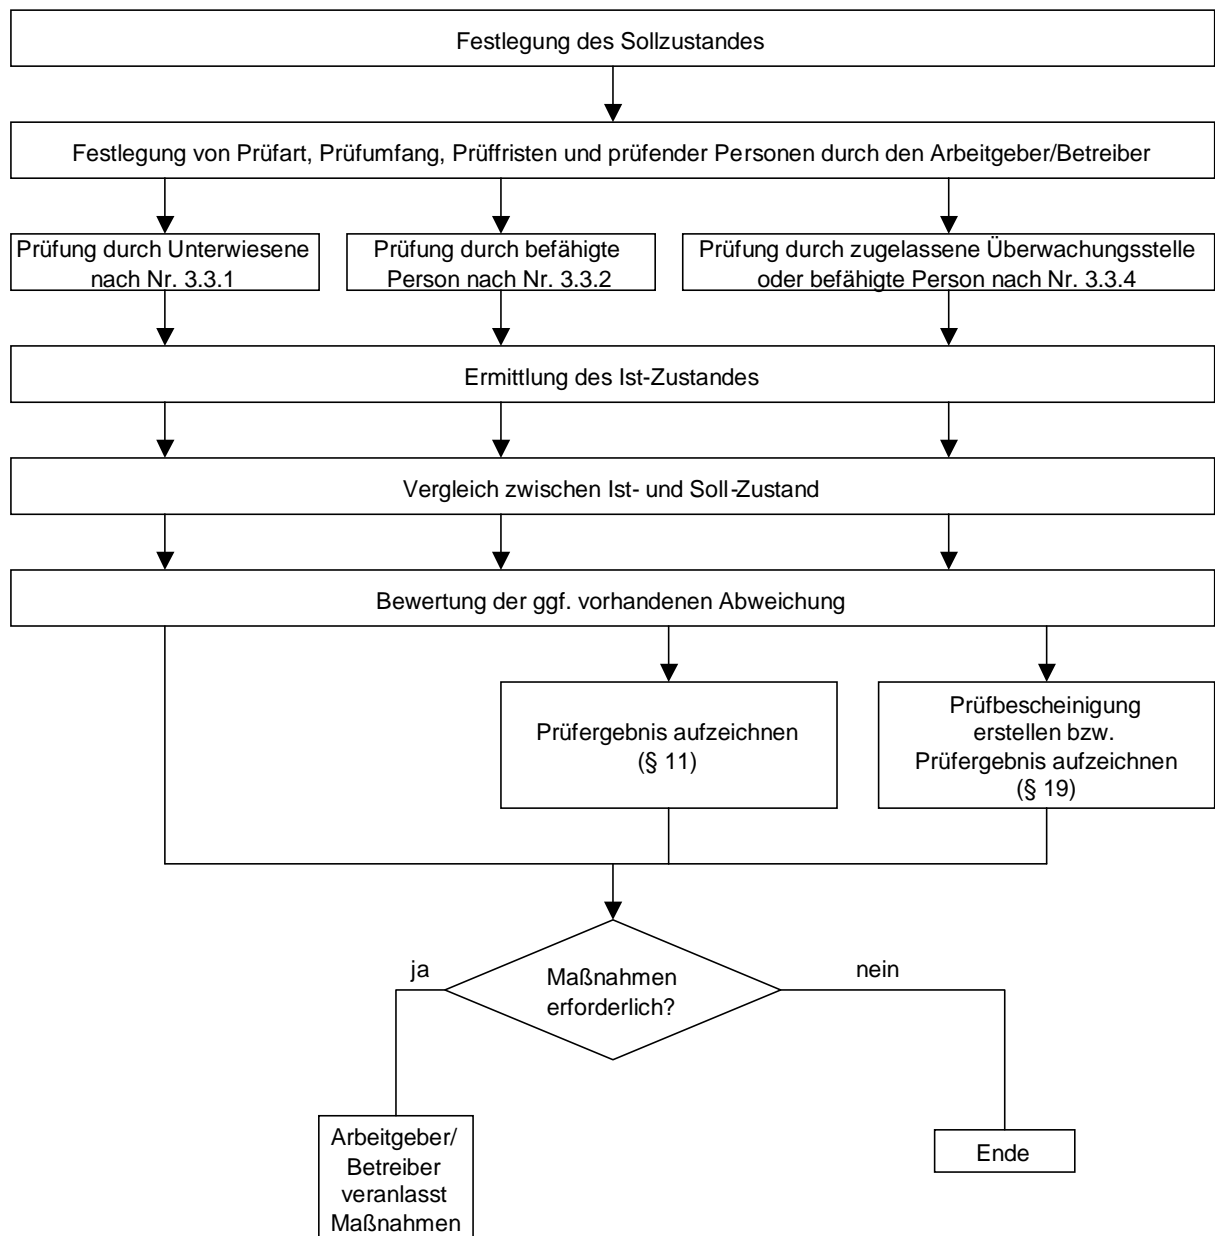 Festlegung des Sollzustandes
Festlegung von Prüfart, Prüfumfang, Prüffristen und prüfender Personen durch den Arbeitgeber/Betreiber
Prüfung durch Unterwiesene
nach Nr. 3.3.1
Prüfung durch befähigte
Person nach Nr. 3.3.2
Prüfung durch zugelassene Überwachungsstelle
oder befähigte Person nach Nr. 3.3.4
Ermittlung des Ist-Zustandes
Vergleich zwischen Ist- und Soll-Zustand
Bewertung der ggf. vorhandenen Abweichung
Prüfergebnis aufzeichnen
(§ 11)
Prüfbescheinigung
erstellen bzw.
Prüfergebnis aufzeichnen
(§ 19)
ja
Maßnahmen
erforderlich?
nein
Arbeitgeber/
Betreiber
veranlasst
Maßnahmen
Ende